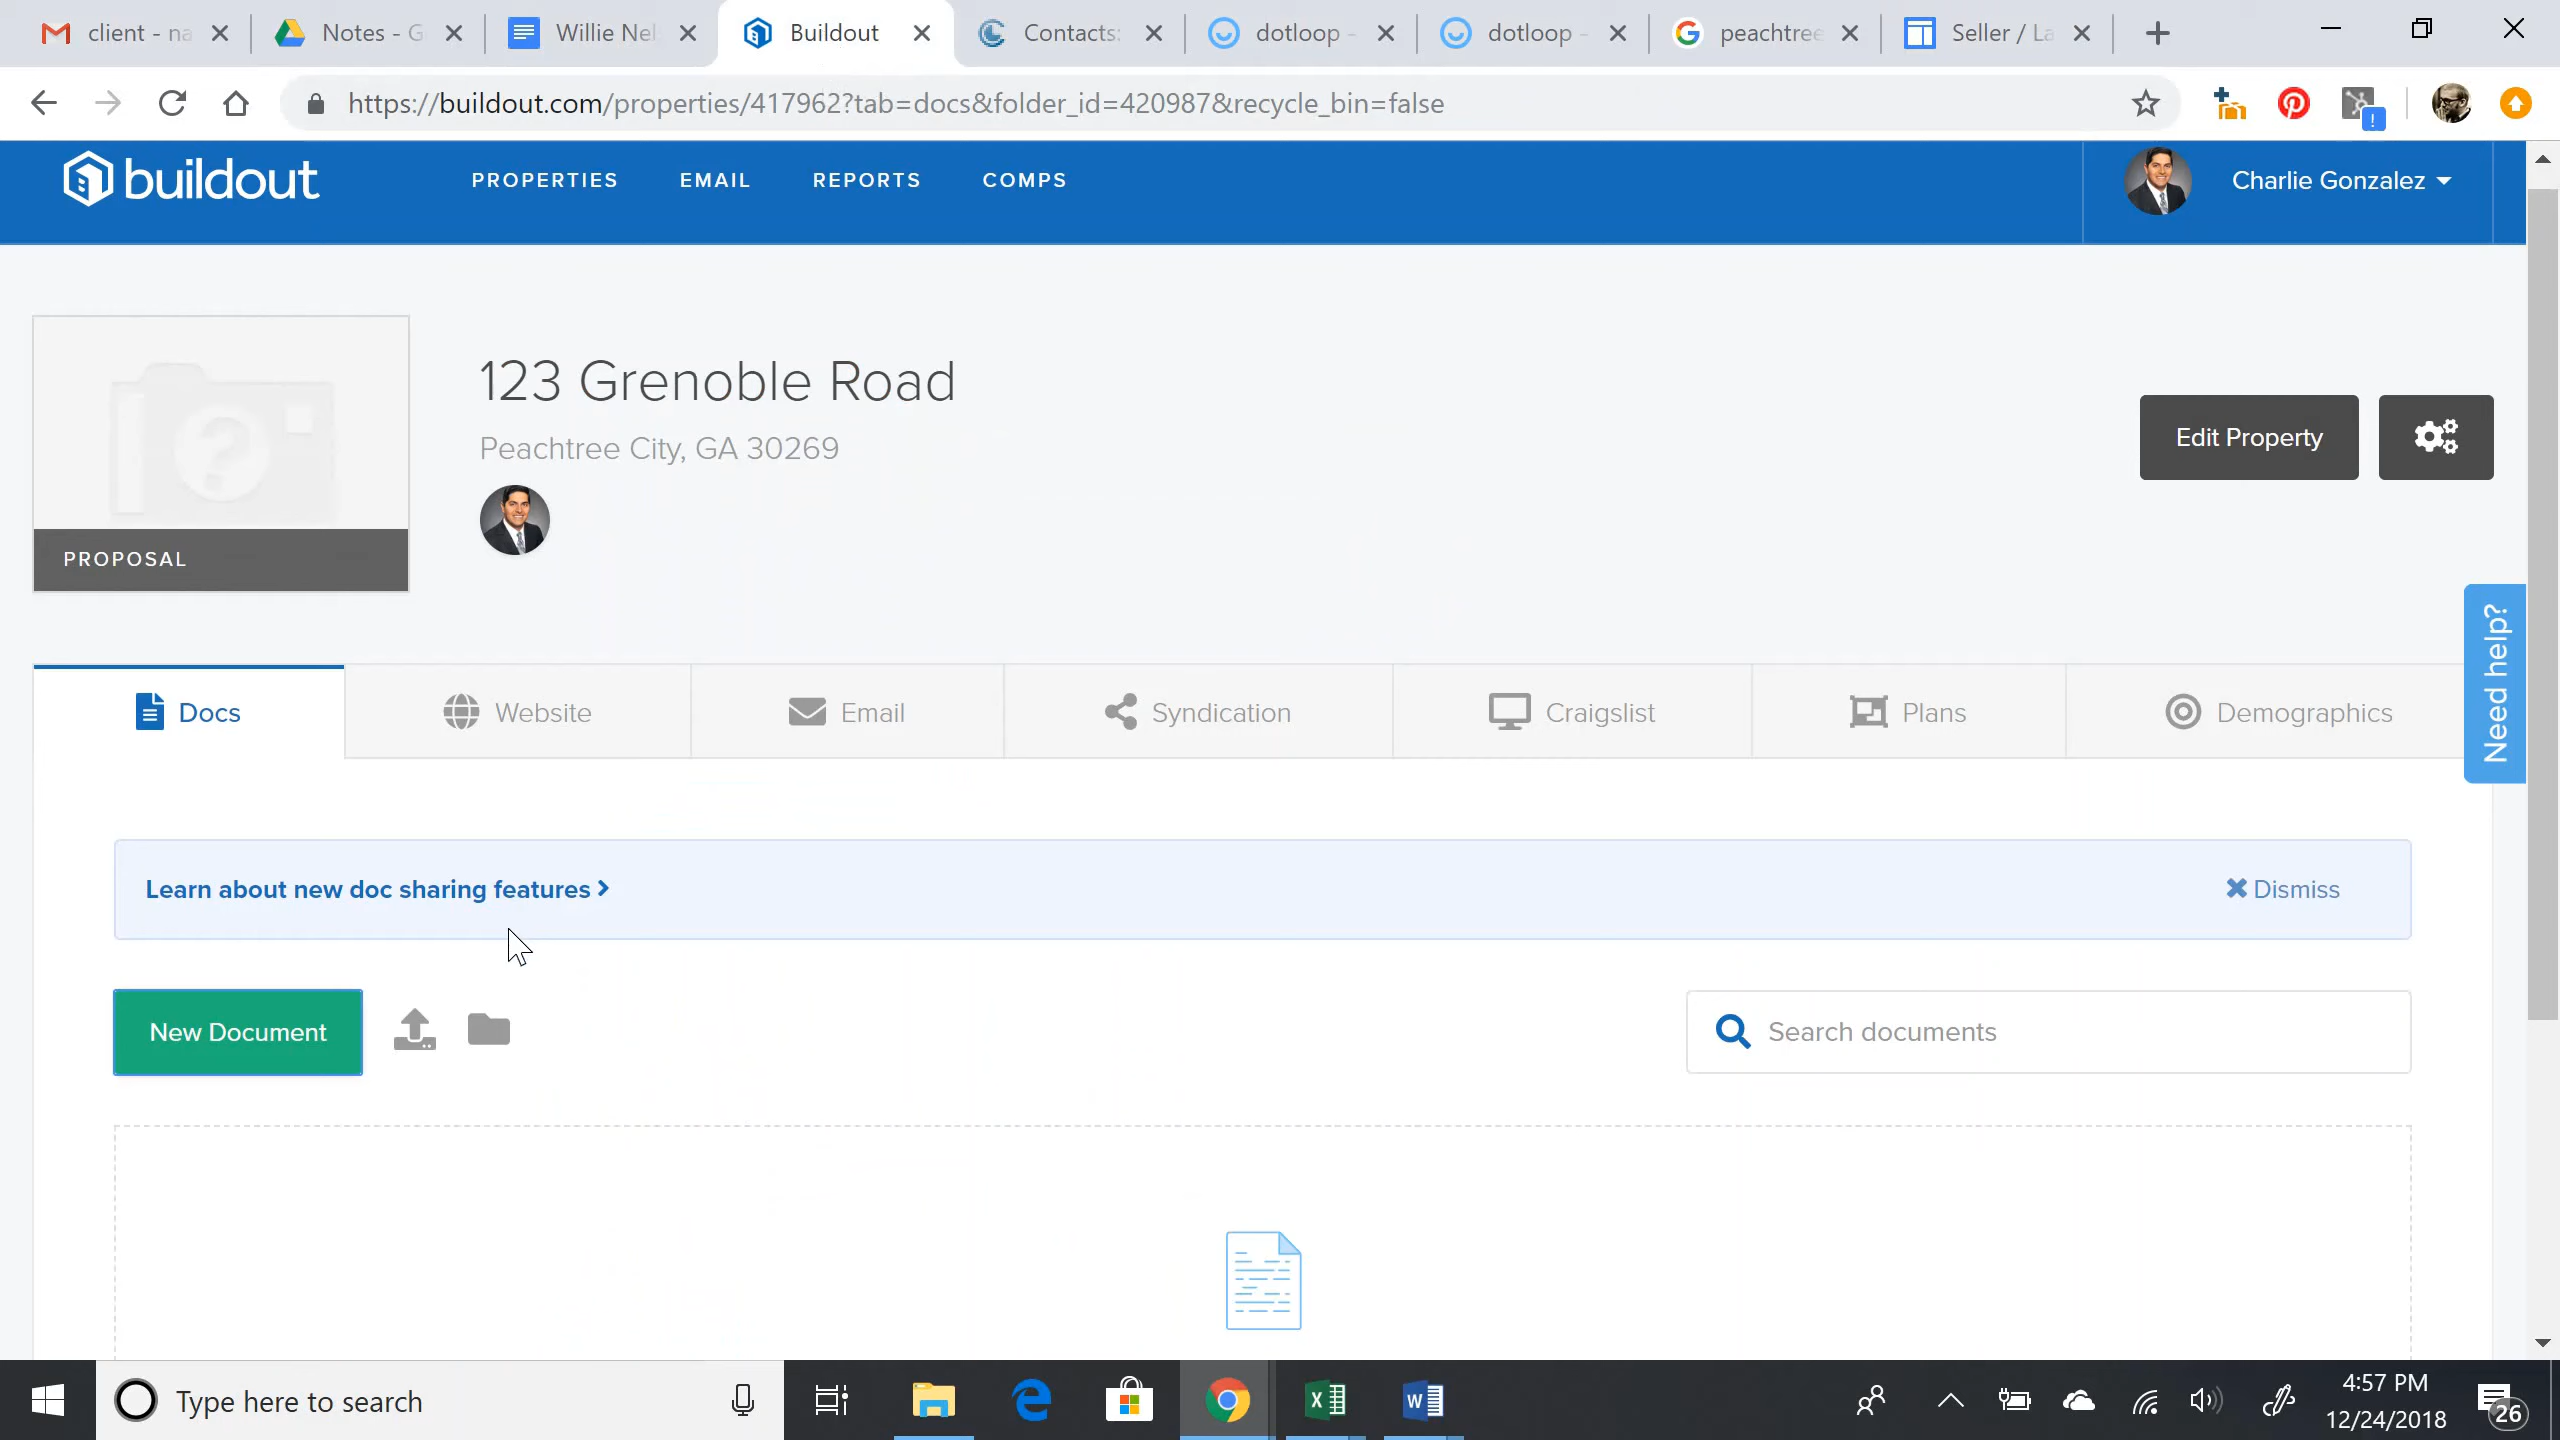 client - na
Notes - G
Willie Nel
Buildout
Contacts:
dotloop -
dotloop -
peachtree
Seller / La
https://buildout.com/properties/417962?tab=docs&folder_id=420987&recycle_bin=false
buildout
PROPERTIES
EMAIL
REPORTS
COMPS
Charlie Gonzalez
123 Grenoble Road
Peachtree City, GA 30269
PROPOSAL
Edit Property
Need help?
Docs
Website
Email
Syndication
Craigslist
Plans
Demographics
Learn about new doc sharing features
Dismiss
New Document
Search documents
Type here to search
4:57 PM
12/24/2018
26